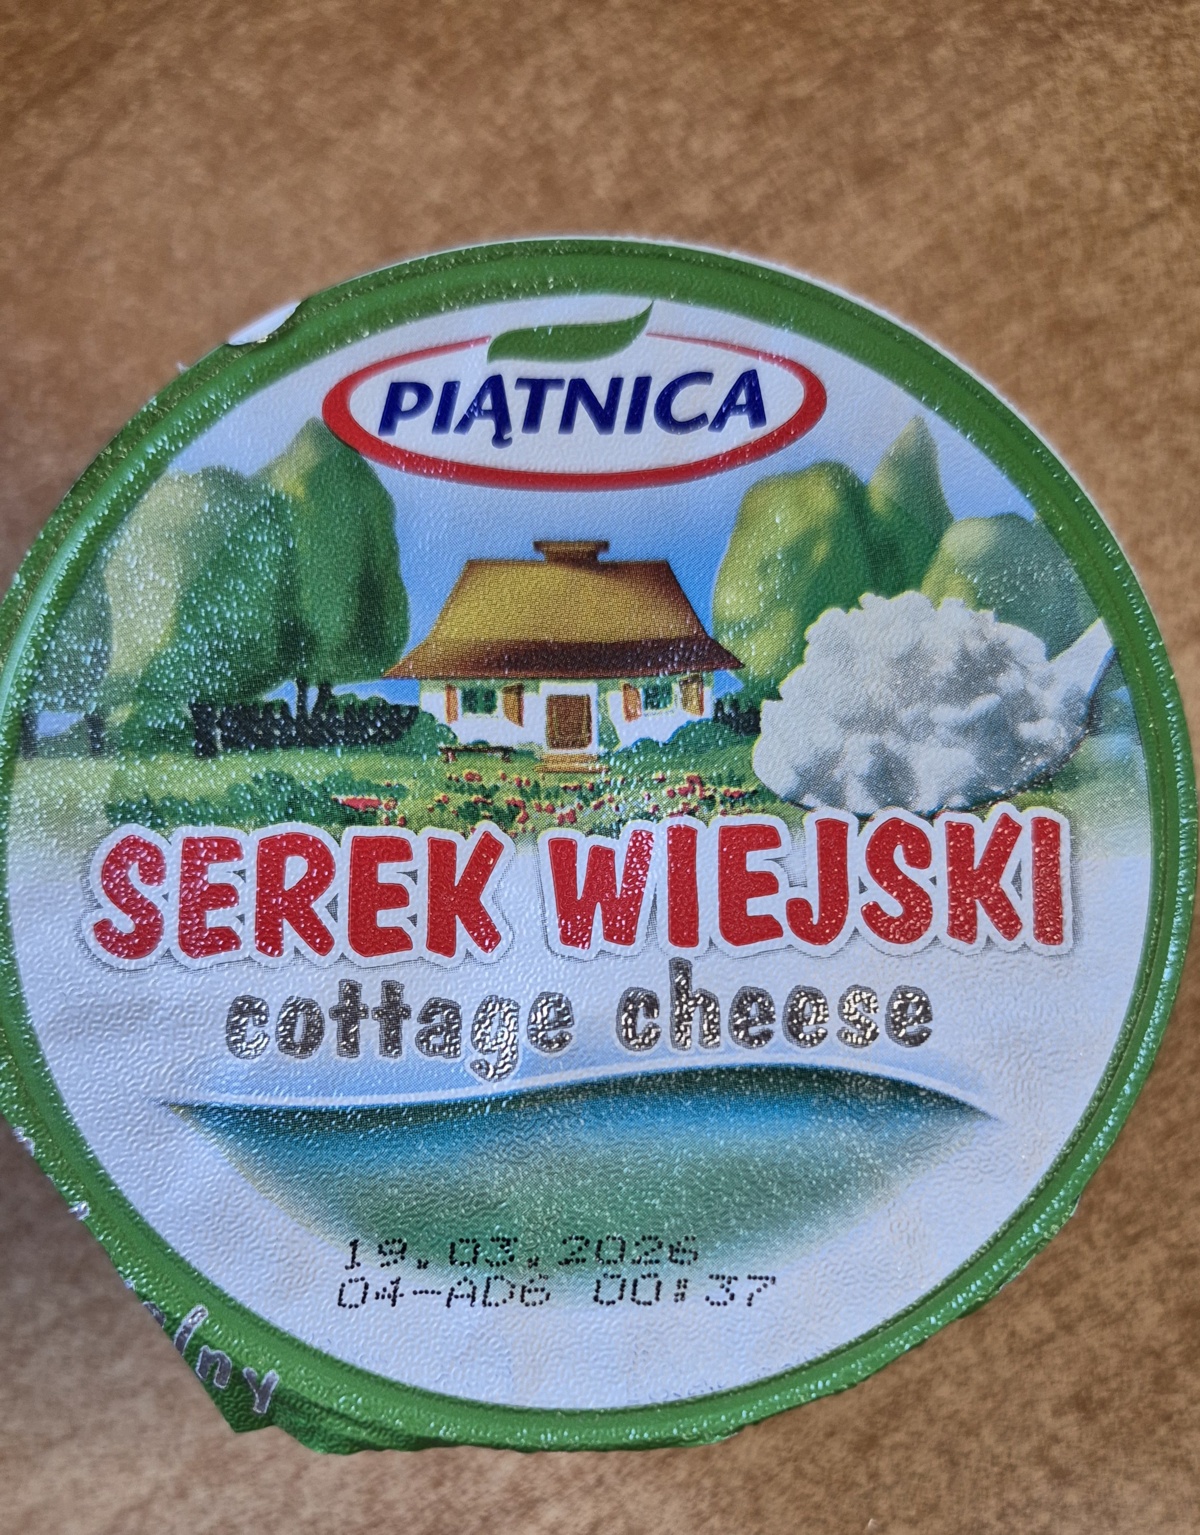 PIĄTNICA
SEREK WIEJSKI
cottage cheese
19.03.2026
04-AD6 00:37